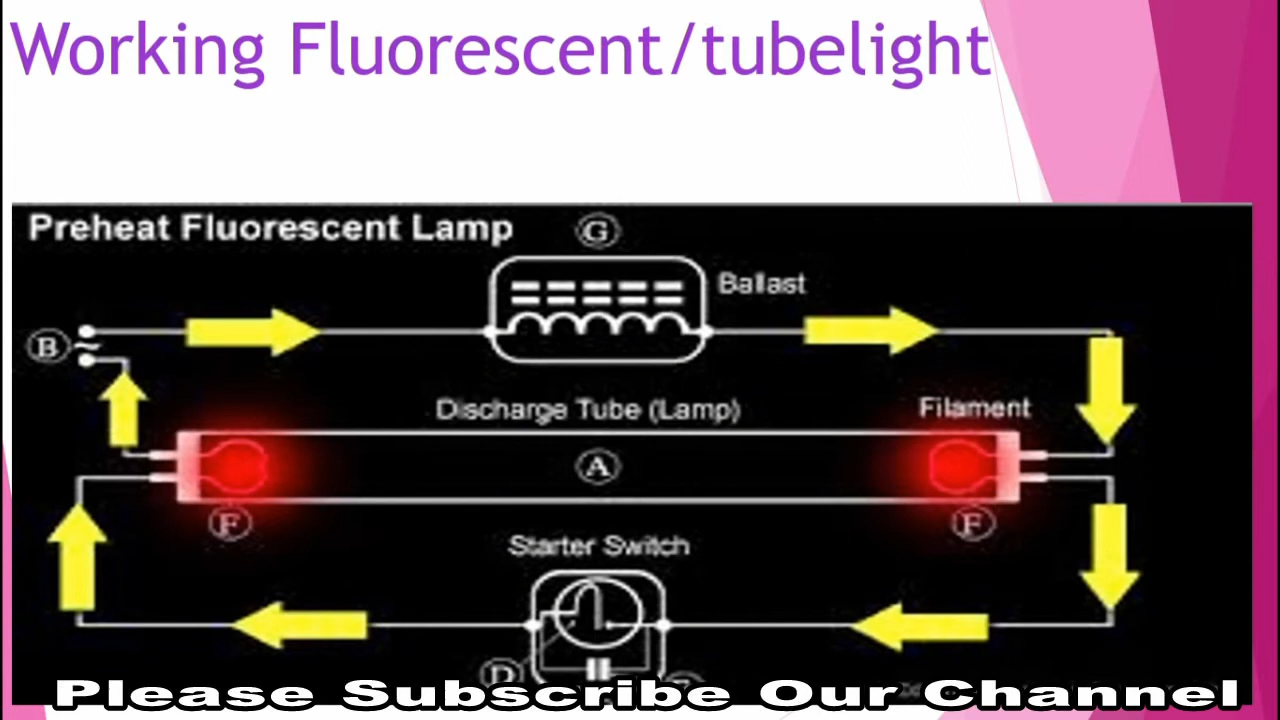 Working Fluorescent/tubelight
Preheat Fluorescent Lamp
G
Ballast
B
Discharge Tube (Lamp)
Filament
A
F
F
Starter Switch
D
Please Subscribe Our Channel